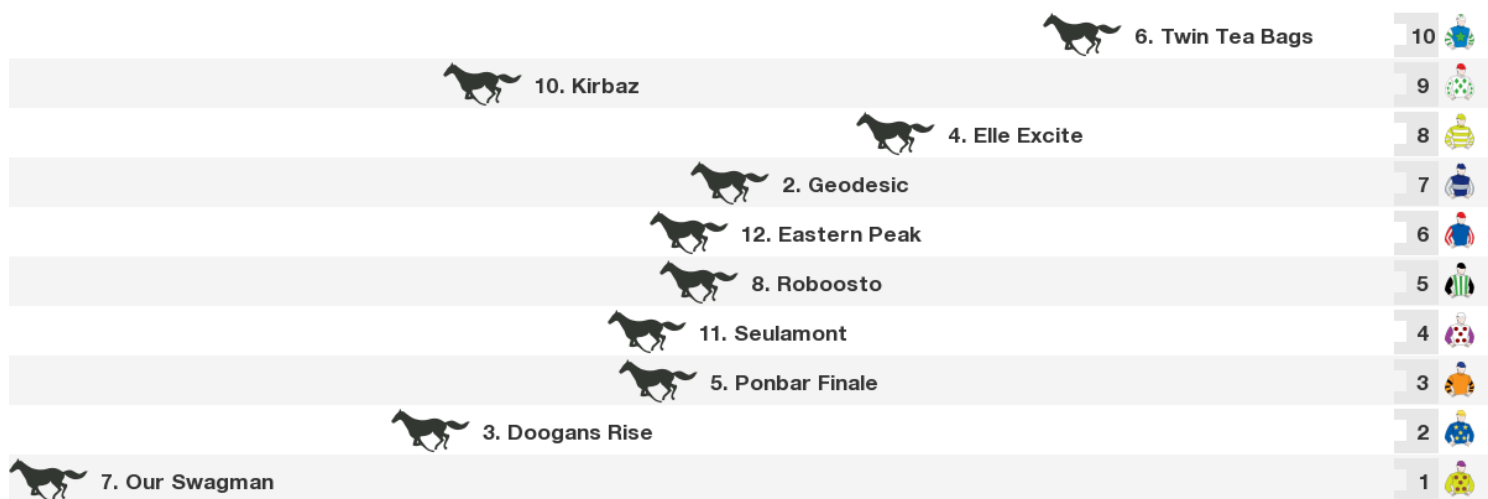 6. Twin Tea Bags 10
10. Kirbaz 9
4. Elle Excite 8
2. Geodesic 7
12. Eastern Peak 6
8. Roboosto 5
11. Seulamont 4
5. Ponbar Finale 3
3. Doogans Rise 2
7. Our Swagman 1